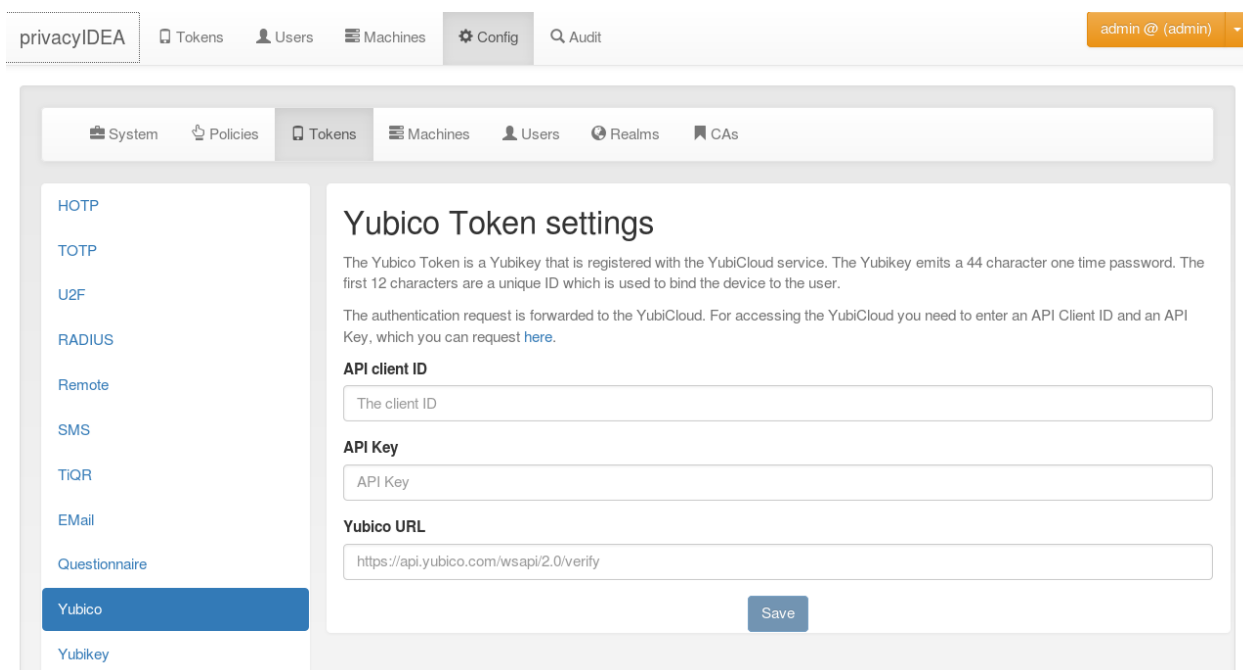 privacyIDEA Tokens Users Machines Config Audit admin @ (admin)
System Policies Tokens Machines Users Realms CAs
HOTP
TOTP
U2F
RADIUS
Remote
SMS
TiQR
EMail
Questionnaire
Yubico
Yubikey
Yubico Token settings
The Yubico Token is a Yubikey that is registered with the YubiCloud service. The Yubikey emits a 44 character one time password. The
first 12 characters are a unique ID which is used to bind the device to the user.
The authentication request is forwarded to the YubiCloud. For accessing the YubiCloud you need to enter an API Client ID and an API
Key, which you can request here.
API client ID
The client ID
API Key
API Key
Yubico URL
https://api.yubico.com/wsapi/2.0/verify
Save